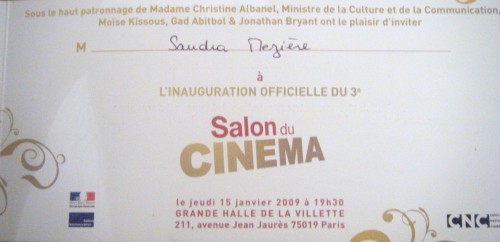 Sous le haut patronage de Madame Christine Albanel, Ministre de la Culture et de la Communication,
Moïse Kissous, Gad Abitbol & Jonathan Bryant ont le plaisir d'inviter
M Sandra Mezière
à
L'INAUGURATION OFFICIELLE DU 3e
Salon du
CINEMA
le jeudi 15 janvier 2009 à 19h30
GRANDE HALLE DE LA VILLETTE
211, avenue Jean Jaurès 75019 Paris
CNC